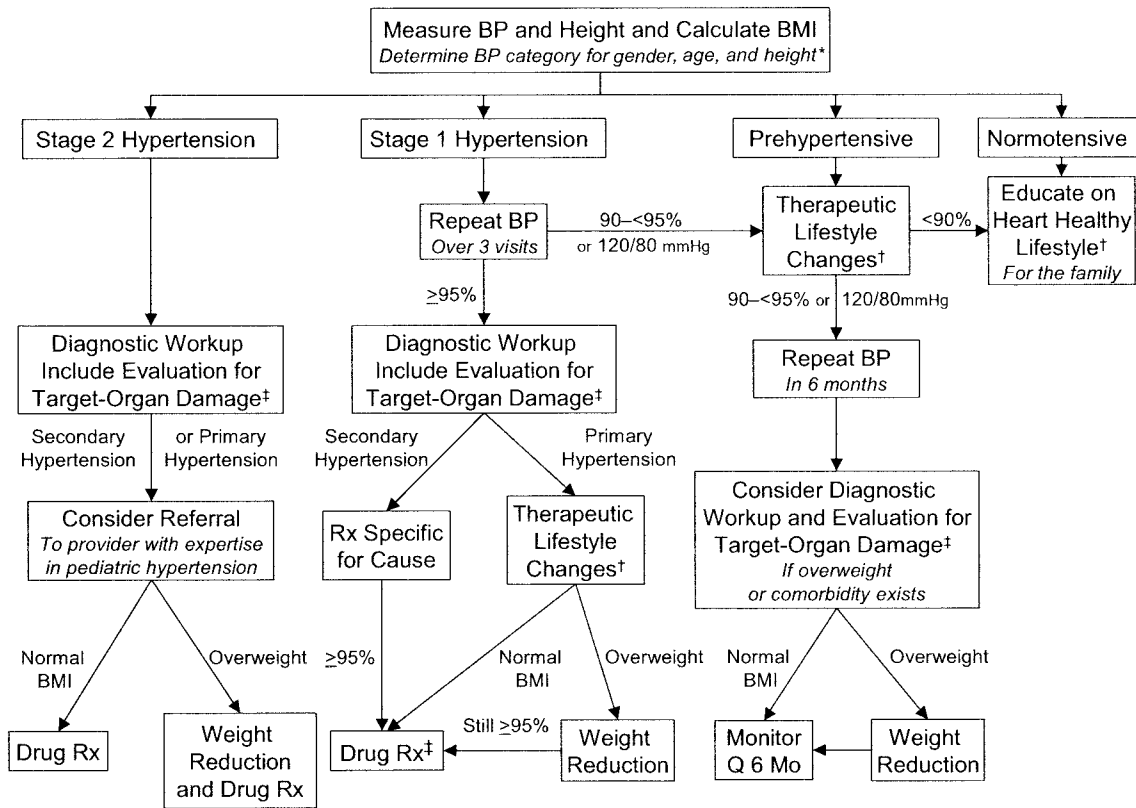 Measure BP and Height and Calculate BMI
Determine BP category for gender, age, and height*
Stage 2 Hypertension
Stage 1 Hypertension
Prehypertensive
Normotensive
Repeat BP
Over 3 visits
90–<95%
or 120/80 mmHg
Therapeutic
Lifestyle
Changes†
<90%
Educate on
Heart Healthy
Lifestyle†
For the family
≥95%
90–<95% or 120/80mmHg
Diagnostic Workup
Include Evaluation for
Target-Organ Damage‡
Diagnostic Workup
Include Evaluation for
Target-Organ Damage‡
Repeat BP
In 6 months
Secondary
Hypertension
or Primary
Hypertension
Secondary
Hypertension
Primary
Hypertension
Consider Referral
To provider with expertise
in pediatric hypertension
Rx Specific
for Cause
Therapeutic
Lifestyle
Changes†
Consider Diagnostic
Workup and Evaluation for
Target-Organ Damage‡
If overweight
or comorbidity exists
Normal
BMI
Overweight
≥95%
Normal
BMI
Overweight
Normal
BMI
Overweight
Drug Rx
Weight
Reduction
and Drug Rx
Drug Rx‡
Still ≥95%
Weight
Reduction
Monitor
Q 6 Mo
Weight
Reduction